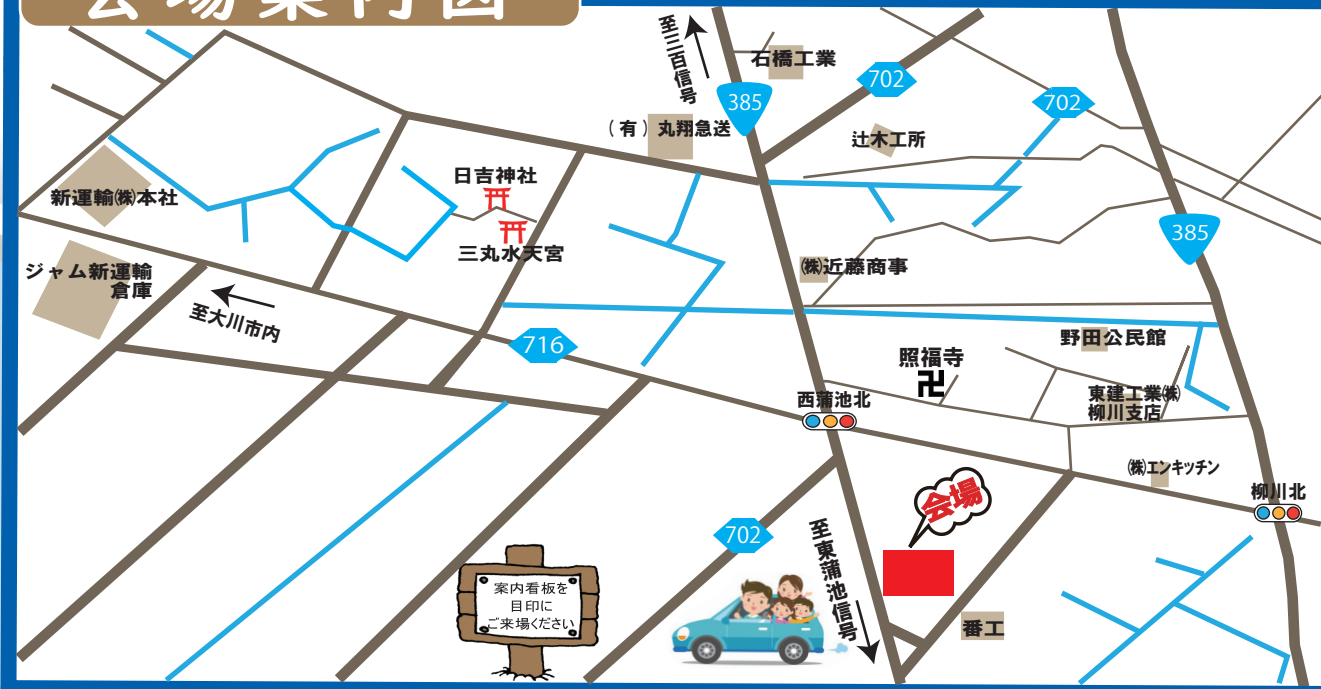 会場案内図
至三百信号
石橋工業
702
385
702
(有)丸翔急送
辻木工所
日吉神社
新運輸㈱本社
三丸水天宮
385
ジャム新運輸
倉庫
㈱近藤商事
至大川市内
716
野田公民館
照福寺
卍
東建工業㈱
柳川支店
西蒲池北
㈱エンキッチン
柳川北
会場
702
至東蒲池信号
案内看板を
目印に
ご来場ください
番工